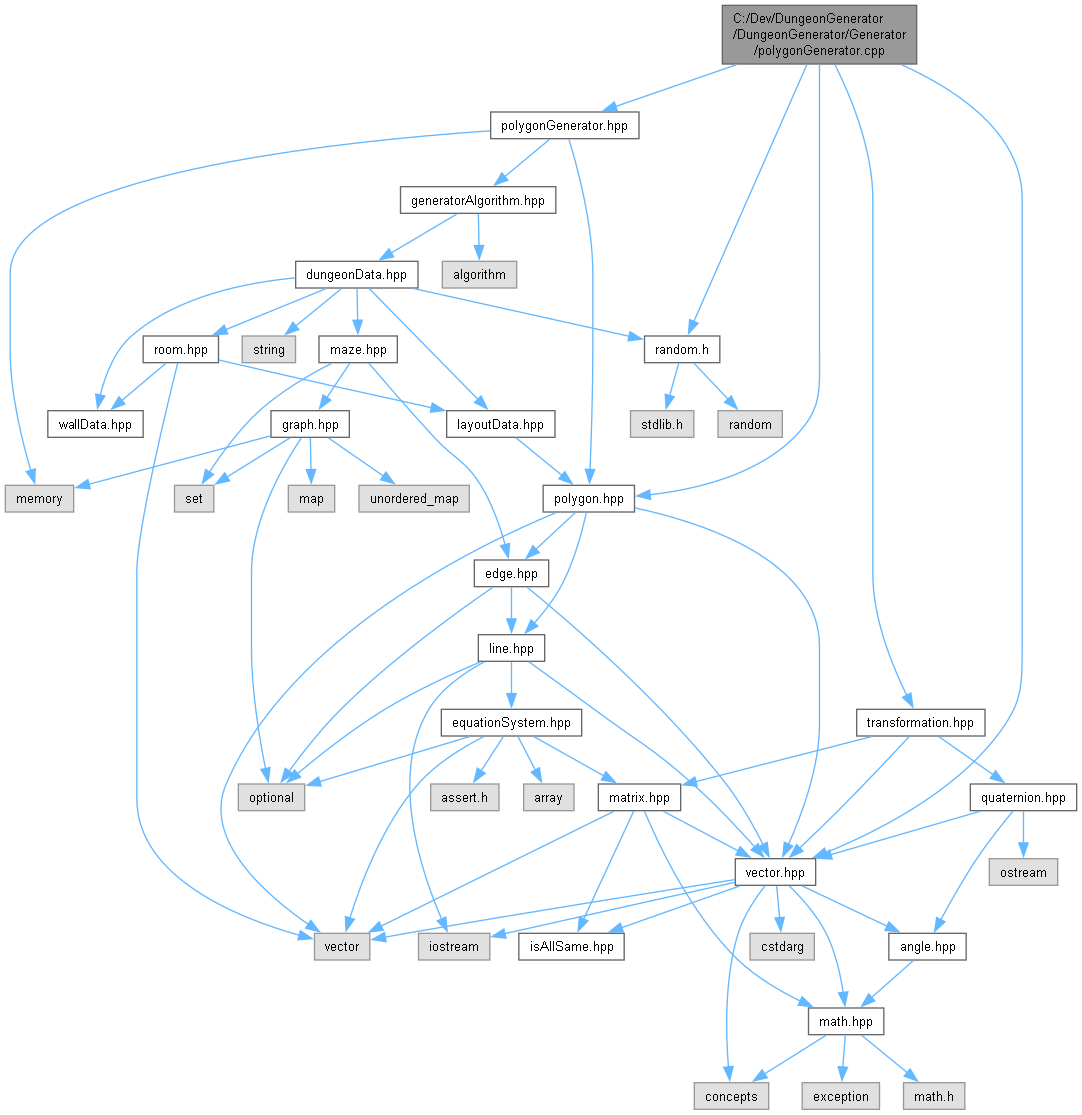 C:/Dev/DungeonGenerator
/DungeonGenerator/Generator
/polygonGenerator.cpp
polygonGenerator.hpp
generatorAlgorithm.hpp
dungeonData.hpp
algorithm
room.hpp
string
maze.hpp
random.h
wallData.hpp
graph.hpp
layoutData.hpp
stdlib.h
random
memory
set
map
unordered_map
polygon.hpp
edge.hpp
line.hpp
equationSystem.hpp
transformation.hpp
optional
assert.h
array
matrix.hpp
quaternion.hpp
vector.hpp
ostream
vector
iostream
isAllSame.hpp
cstdarg
angle.hpp
math.hpp
concepts
exception
math.h